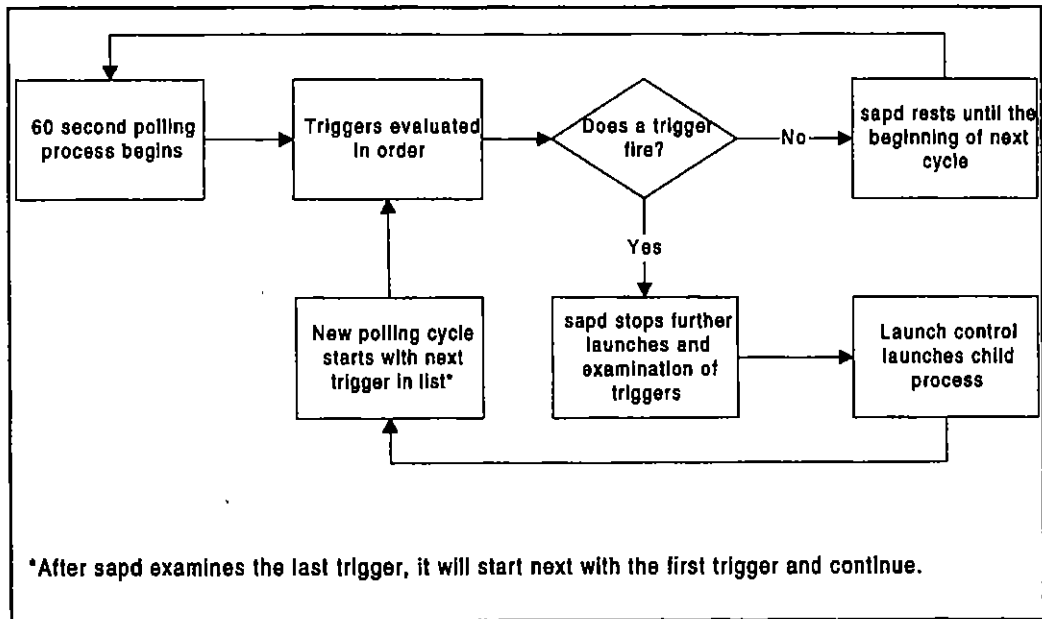 60 second polling
process begins
Triggers evaluated
in order
Does a trigger
fire?
No
sapd rests until the
beginning of next
cycle
Yes
New polling cycle
starts with next
trigger in list*
sapd stops further
launches and
examination of
triggers
Launch control
launches child
process
*After sapd examines the last trigger, it will start next with the first trigger and continue.